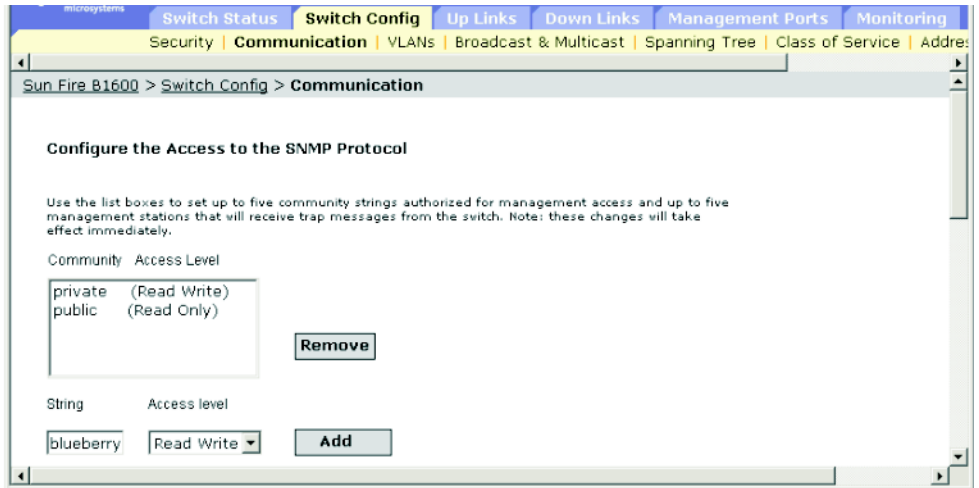 microsystems
Switch Status Switch Config Up Links Down Links Management Ports Monitoring
Security | Communication | VLANs | Broadcast & Multicast | Spanning Tree | Class of Service | Addres
Sun Fire B1600 > Switch Config > Communication
Configure the Access to the SNMP Protocol
Use the list boxes to set up to five community strings authorized for management access and up to five
management stations that will receive trap messages from the switch. Note: these changes will take
effect immediately.
Community Access Level
private (Read Write)
public (Read Only)
Remove
String Access level
blueberry Read Write Add